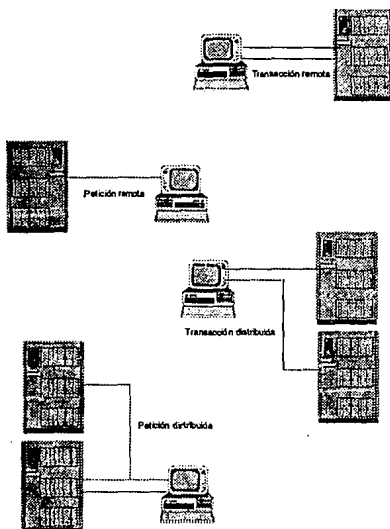 Transacción remota
Petición remota
Transacción distribuida
Petición distribuida